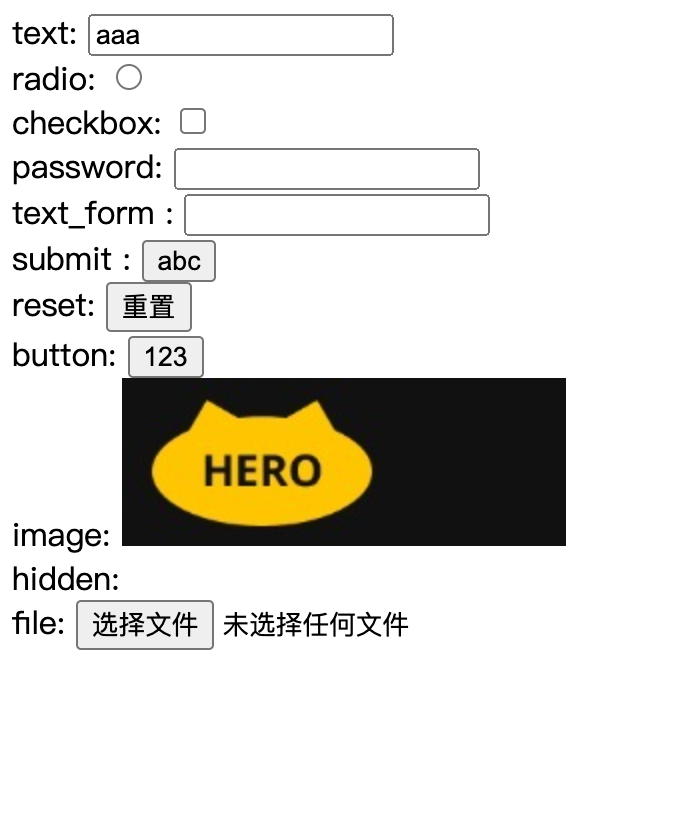 text: aaa
radio:
checkbox:
password:
text_form :
submit : abc
reset: 重置
button: 123
HERO
image:
hidden:
file: 选择文件 未选择任何文件